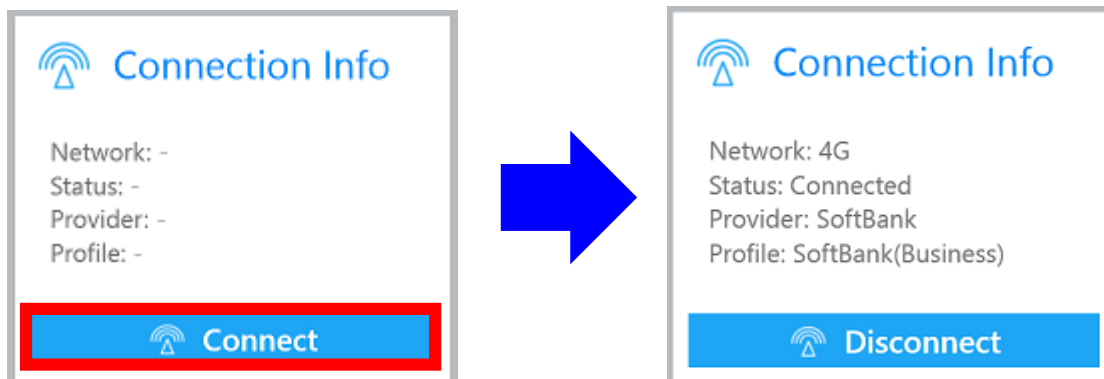 Connection Info
Network: -
Status: -
Provider: -
Profile: -
Connect
Connection Info
Network: 4G
Status: Connected
Provider: SoftBank
Profile: SoftBank(Business)
Disconnect